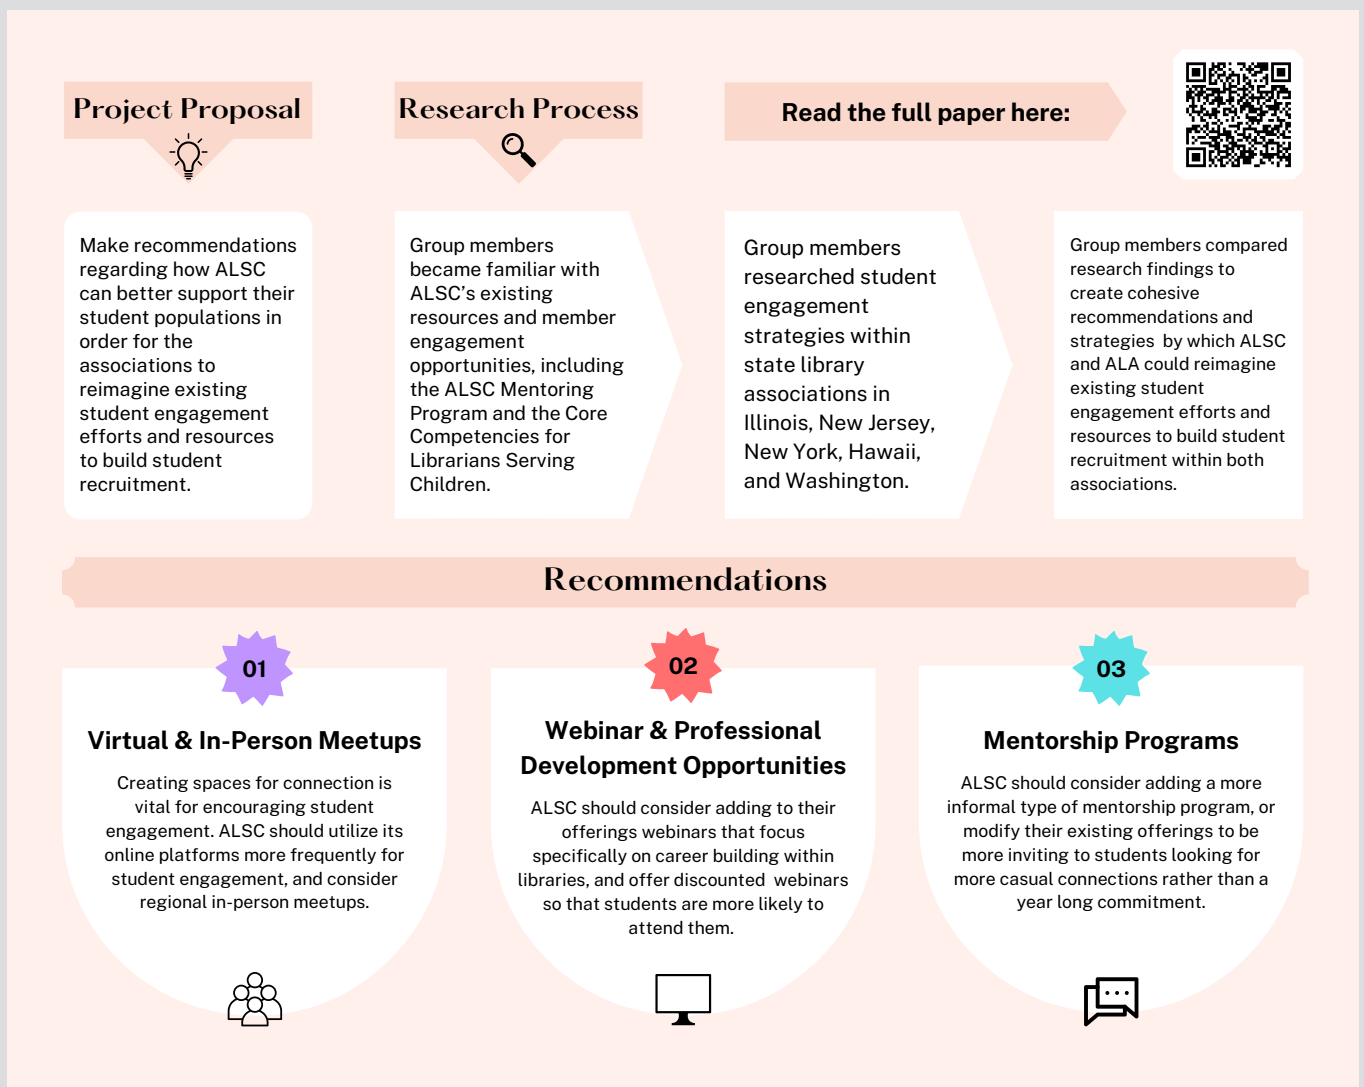 Project Proposal
Research Process
Read the full paper here:
Make recommendations
regarding how ALSC
can better support their
student populations in
order for the
associations to
reimagine existing
student engagement
efforts and resources
to build student
recruitment.
Group members
became familiar with
ALSC’s existing
resources and member
engagement
opportunities, including
the ALSC Mentoring
Program and the Core
Competencies for
Librarians Serving
Children.
Group members
researched student
engagement
strategies within
state library
associations in
Illinois, New Jersey,
New York, Hawaii,
and Washington.
Group members compared
research findings to
create cohesive
recommendations and
strategies  by which ALSC
and ALA could reimagine
existing student
engagement efforts and
resources to build student
recruitment within both
associations.
Recommendations
01
Virtual & In-Person Meetups
Creating spaces for connection is
vital for encouraging student
engagement. ALSC should utilize its
online platforms more frequently for
student engagement, and consider
regional in-person meetups.
02
Webinar & Professional
Development Opportunities
ALSC should consider adding to their
offerings webinars that focus
specifically on career building within
libraries, and offer discounted  webinars
so that students are more likely to
attend them.
03
Mentorship Programs
ALSC should consider adding a more
informal type of mentorship program, or
modify their existing offerings to be
more inviting to students looking for
more casual connections rather than a
year long commitment.